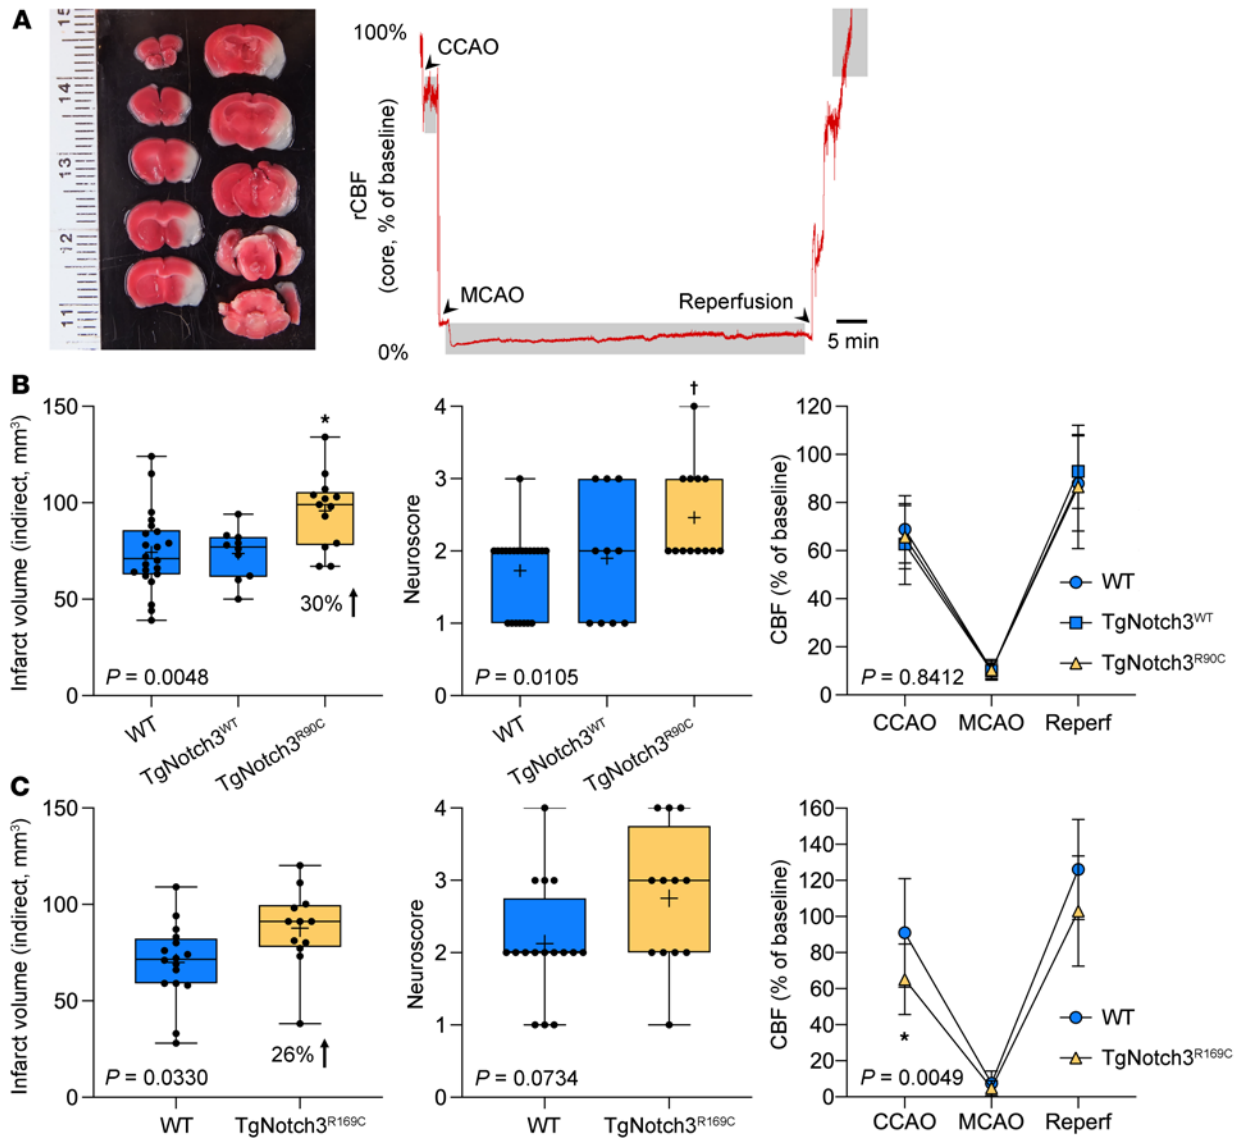 A
15
14
13
12
11
100%
CCAO
rCBF
(core, % of baseline)
MCAO
Reperfusion
0%
5 min
B
Infarct volume (indirect, mm³)
150
100
50
0
*
30%
P = 0.0048
WT
TgNotch3WT
TgNotch3R90C
Neuroscore
4
3
2
1
0
†
P = 0.0105
WT
TgNotch3WT
TgNotch3R90C
CBF (% of baseline)
120
100
80
60
40
20
0
P = 0.8412
CCAO
MCAO
Reperf
WT
TgNotch3WT
TgNotch3R90C
C
Infarct volume (indirect, mm³)
150
100
50
0
26%
P = 0.0330
WT
TgNotch3R169C
Neuroscore
4
3
2
1
0
P = 0.0734
WT
TgNotch3R169C
CBF (% of baseline)
160
140
120
100
80
60
40
20
0
*
P = 0.0049
CCAO
MCAO
Reperf
WT
TgNotch3R169C